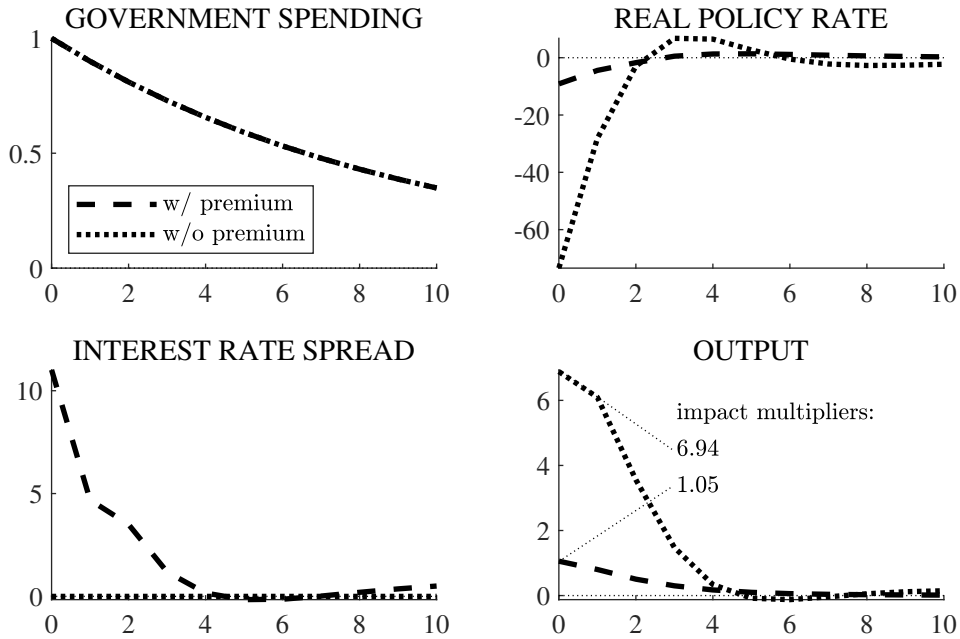 GOVERNMENT SPENDING
1
0.5
0
w/ premium
w/o premium
0 2 4 6 8 10
REAL POLICY RATE
0
-20
-40
-60
0 2 4 6 8 10
INTEREST RATE SPREAD
10
5
0
0 2 4 6 8 10
OUTPUT
6
4
2
0
impact multipliers:
6.94
1.05
0 2 4 6 8 10